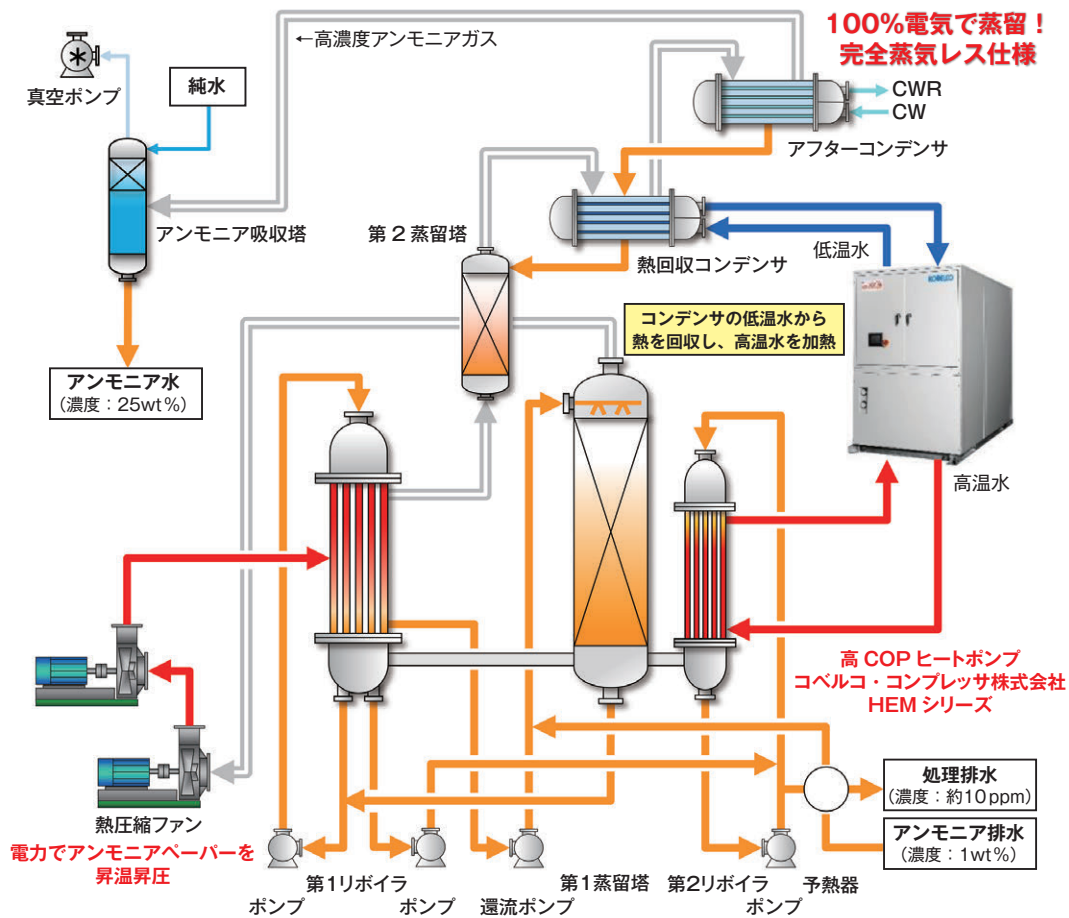 100%電気で蒸留！
完全蒸気レス仕様
←高濃度アンモニアガス
真空ポンプ
純水
CWR
CW
アフターコンデンサ
アンモニア吸収塔
第2蒸留塔
熱回収コンデンサ
低温水
KOBELCO
コンデンサの低温水から
熱を回収し、高温水を加熱
アンモニア水
（濃度：25wt%）
高温水
高COPヒートポンプ
コベルコ・コンプレッサ株式会社
HEMシリーズ
熱圧縮ファン
電力でアンモニアベーパーを
昇温昇圧
処理排水
（濃度：約10ppm）
アンモニア排水
（濃度：1wt%）
ポンプ
第1リボイラ
ポンプ
還流ポンプ
第1蒸留塔
第2リボイラ
ポンプ
予熱器